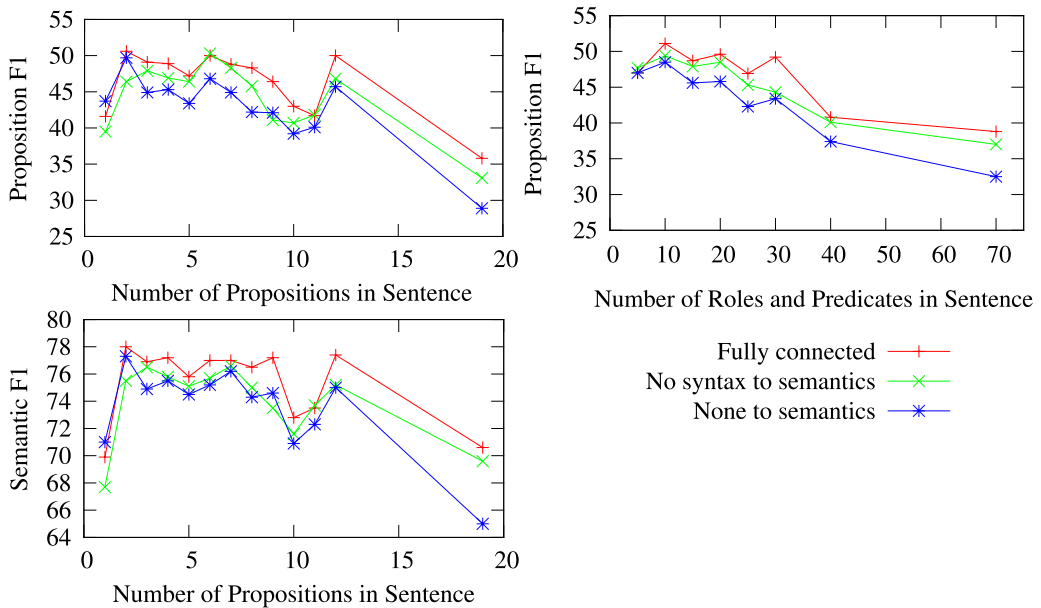 55
50
45
40
35
30
25
Proposition F1
0 5 10 15 20
Number of Propositions in Sentence
55
50
45
40
35
30
25
Proposition F1
0 10 20 30 40 50 60 70
Number of Roles and Predicates in Sentence
80
78
76
74
72
70
68
66
64
Semantic F1
0 5 10 15 20
Number of Propositions in Sentence
Fully connected
No syntax to semantics
None to semantics